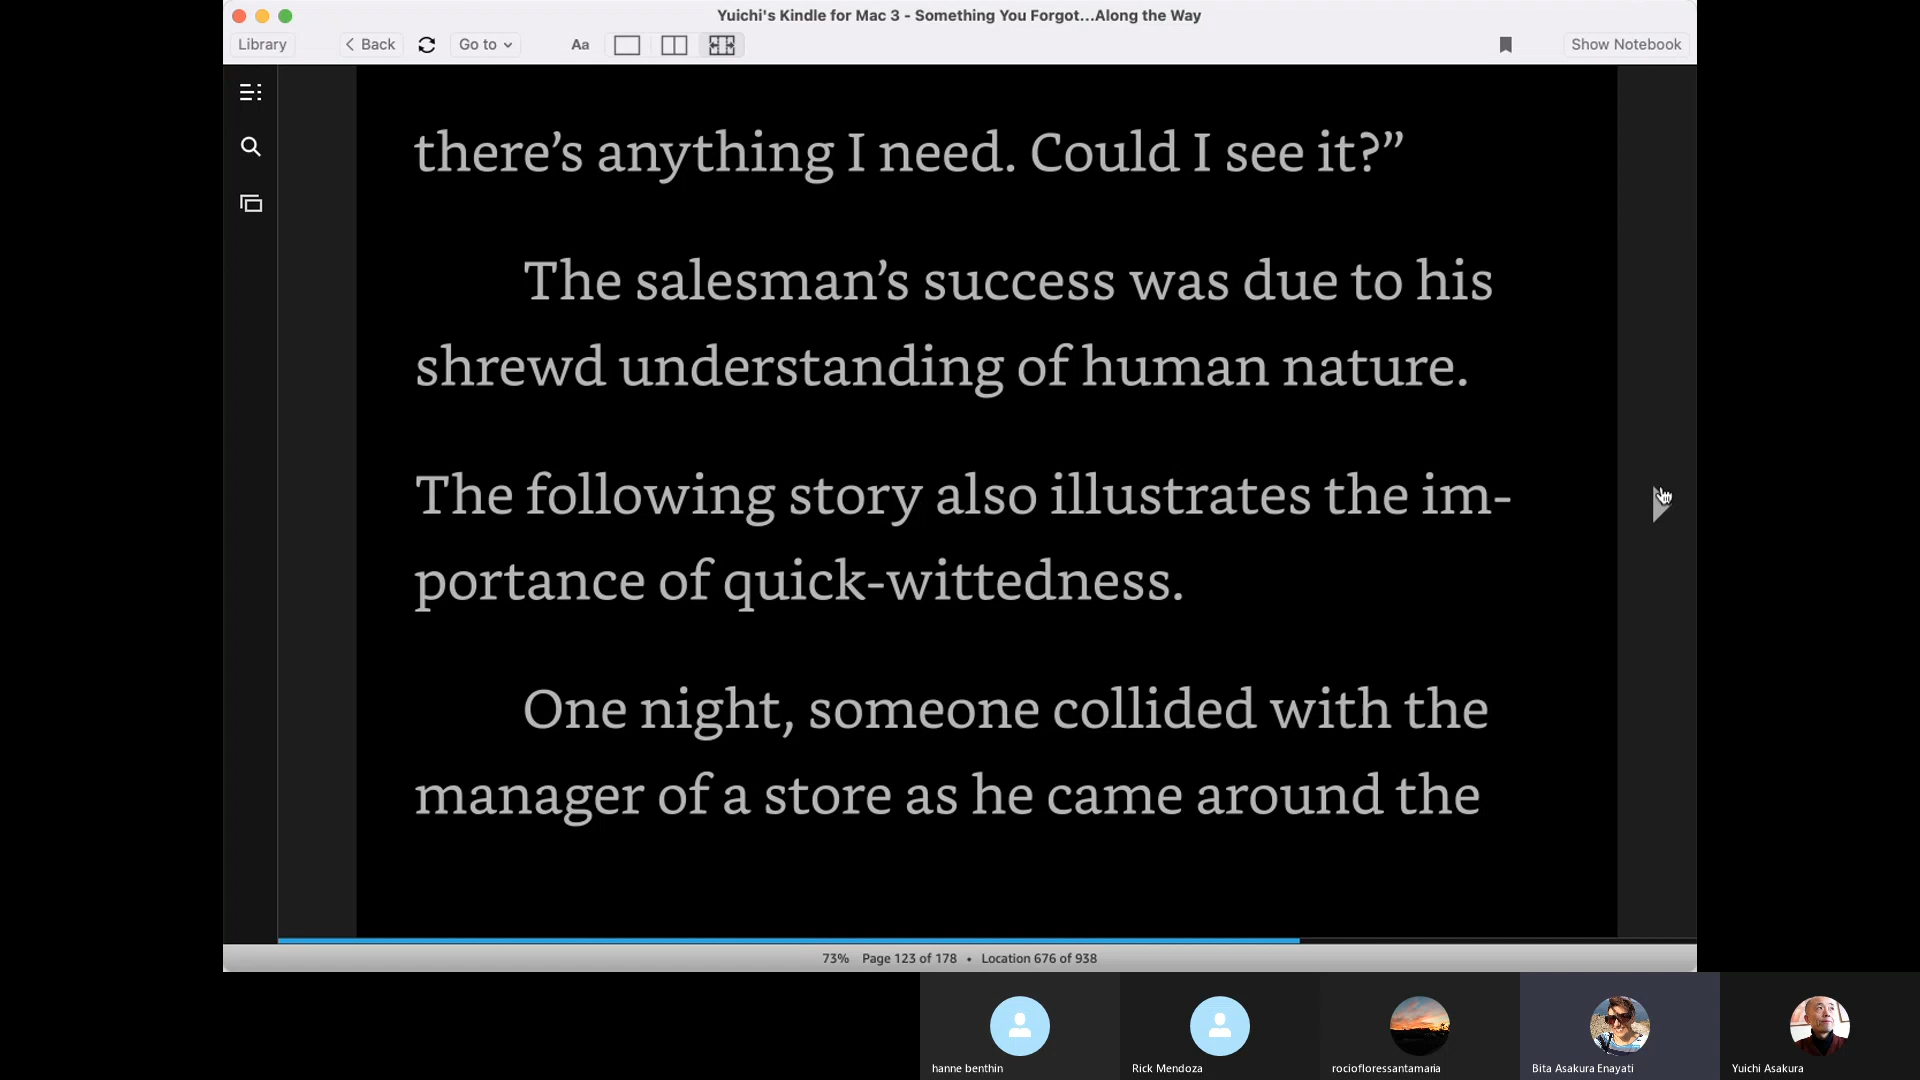 Yuichi's Kindle for Mac 3 - Something You Forgot...Along the Way
Library
Back
Go to
Aa
Show Notebook
there’s anything I need. Could I see it?”
The salesman’s success was due to his
shrewd understanding of human nature.
The following story also illustrates the im-
portance of quick-wittedness.
One night, someone collided with the
manager of a store as he came around the
73% Page 123 of 178 • Location 676 of 938
hanne benthin
Rick Mendoza
rociofloressantamaria
Bita Asakura Enayati
Yuichi Asakura